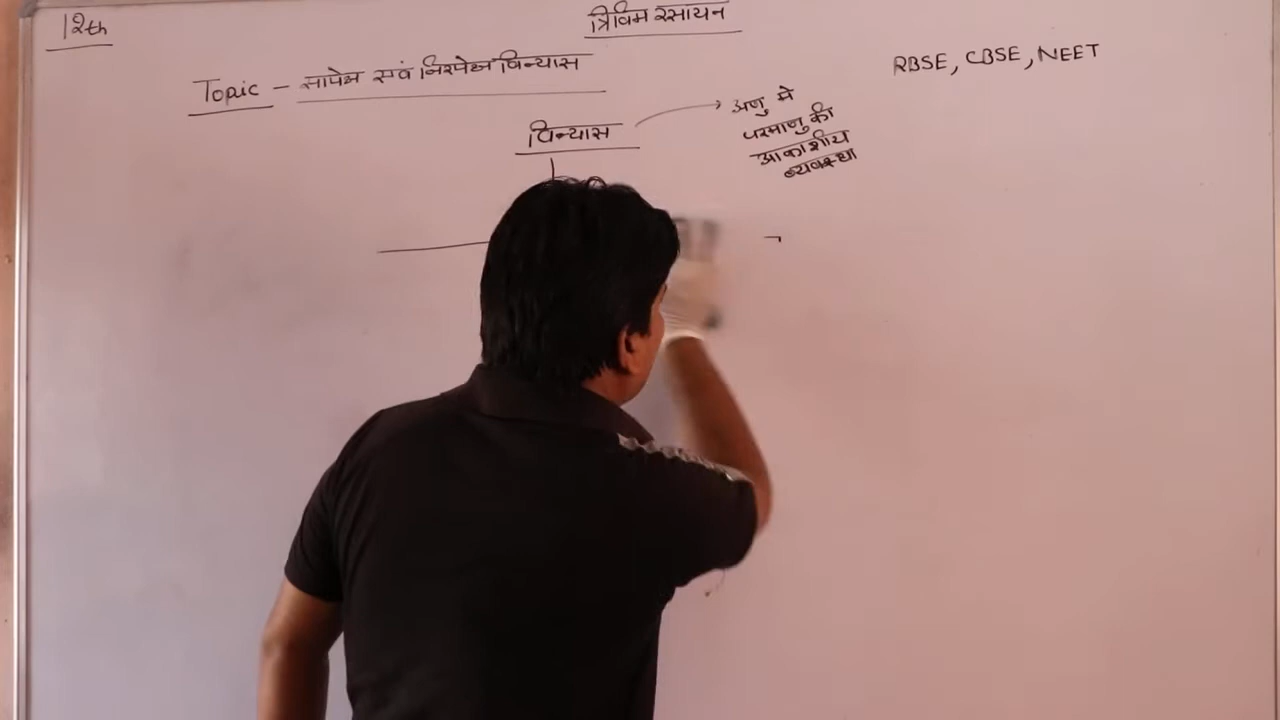 12th
त्रिविम रसायन
RBSE, CBSE, NEET
Topic - सापेक्ष एवं निरपेक्ष विन्यास
विन्यास
अणु में
परमाणु की
आकाशीय
व्यवस्था